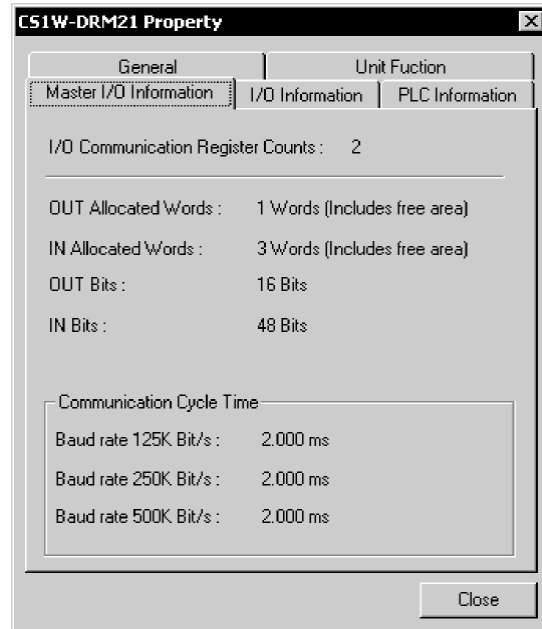 CS1W-DRM21 Property
General
Unit Fuction
Master I/O Information
I/O Information
PLC Information
I/O Communication Register Counts : 2
OUT Allocated Words : 1 Words (Includes free area)
IN Allocated Words : 3 Words (Includes free area)
OUT Bits : 16 Bits
IN Bits : 48 Bits
Communication Cycle Time
Baud rate 125K Bit/s : 2.000 ms
Baud rate 250K Bit/s : 2.000 ms
Baud rate 500K Bit/s : 2.000 ms
Close